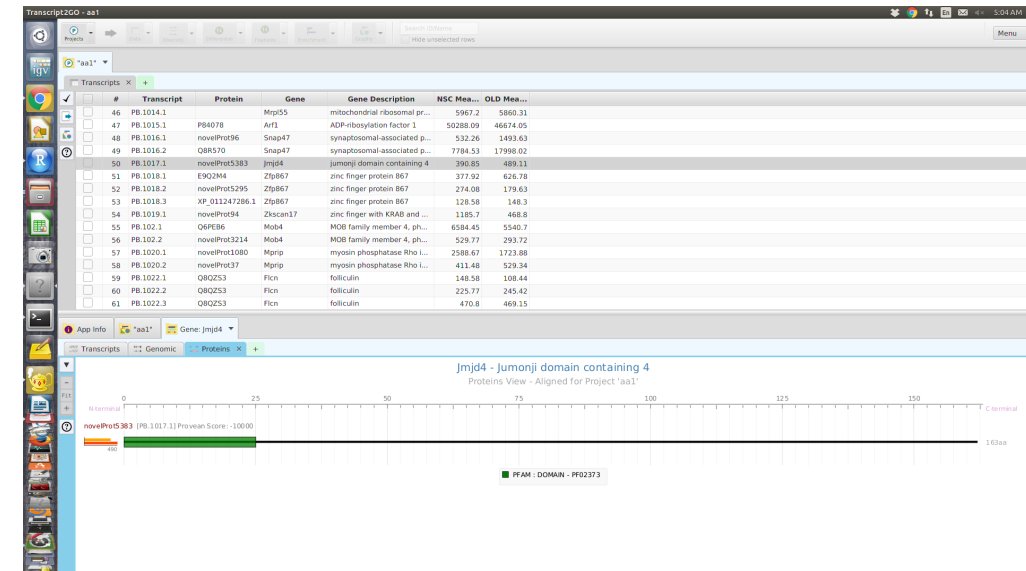 Transcript2GO - aa1
En 5:04 AM
Projects
Hide unselected rows
Menu
"aa1"
Transcripts × +
# Transcript Protein Gene Gene Description NSC Mea... OLD Mea...
46 PB.1014.1 Mrpl55 mitochondrial ribosomal pr... 5967.2 5860.31
47 PB.1015.1 P84078 Arf1 ADP-ribosylation factor 1 50288.09 46674.05
48 PB.1016.1 novelProt96 Snap47 synaptosomal-associated p... 532.26 1493.63
49 PB.1016.2 Q8R570 Snap47 synaptosomal-associated p... 7784.53 17998.02
50 PB.1017.1 novelProt5383 Jmjd4 jumonji domain containing 4 390.85 489.11
51 PB.1018.1 E9Q2M4 Zfp867 zinc finger protein 867 377.92 626.78
52 PB.1018.2 novelProt5295 Zfp867 zinc finger protein 867 274.08 179.63
53 PB.1018.3 XP_011247286.1 Zfp867 zinc finger protein 867 128.58 148.3
54 PB.1019.1 novelProt94 Zkscan17 zinc finger with KRAB and ... 1185.7 468.8
55 PB.102.1 Q6PEB6 Mob4 MOB family member 4, ph... 6584.45 5540.7
56 PB.102.2 novelProt3214 Mob4 MOB family member 4, ph... 529.77 293.72
57 PB.1020.1 novelProt1080 Mprip myosin phosphatase Rho i... 2588.67 1723.88
58 PB.1020.2 novelProt37 Mprip myosin phosphatase Rho i... 411.48 529.34
59 PB.1022.1 Q8QZS3 Flcn folliculin 148.58 108.44
60 PB.1022.2 Q8QZS3 Flcn folliculin 225.77 245.42
61 PB.1022.3 Q8QZS3 Flcn folliculin 470.8 469.15
App Info "aa1" Gene: Jmjd4
Transcripts Genomic Proteins × +
Jmjd4 - Jumonji domain containing 4
Proteins View - Aligned for Project 'aa1'
Fit
0 25 50 75 100 125 150
N-terminal C-terminal
novelProt5383 [PB.1017.1] Provean Score: -10000
163aa
490
PFAM : DOMAIN - PF02373
IGV
R